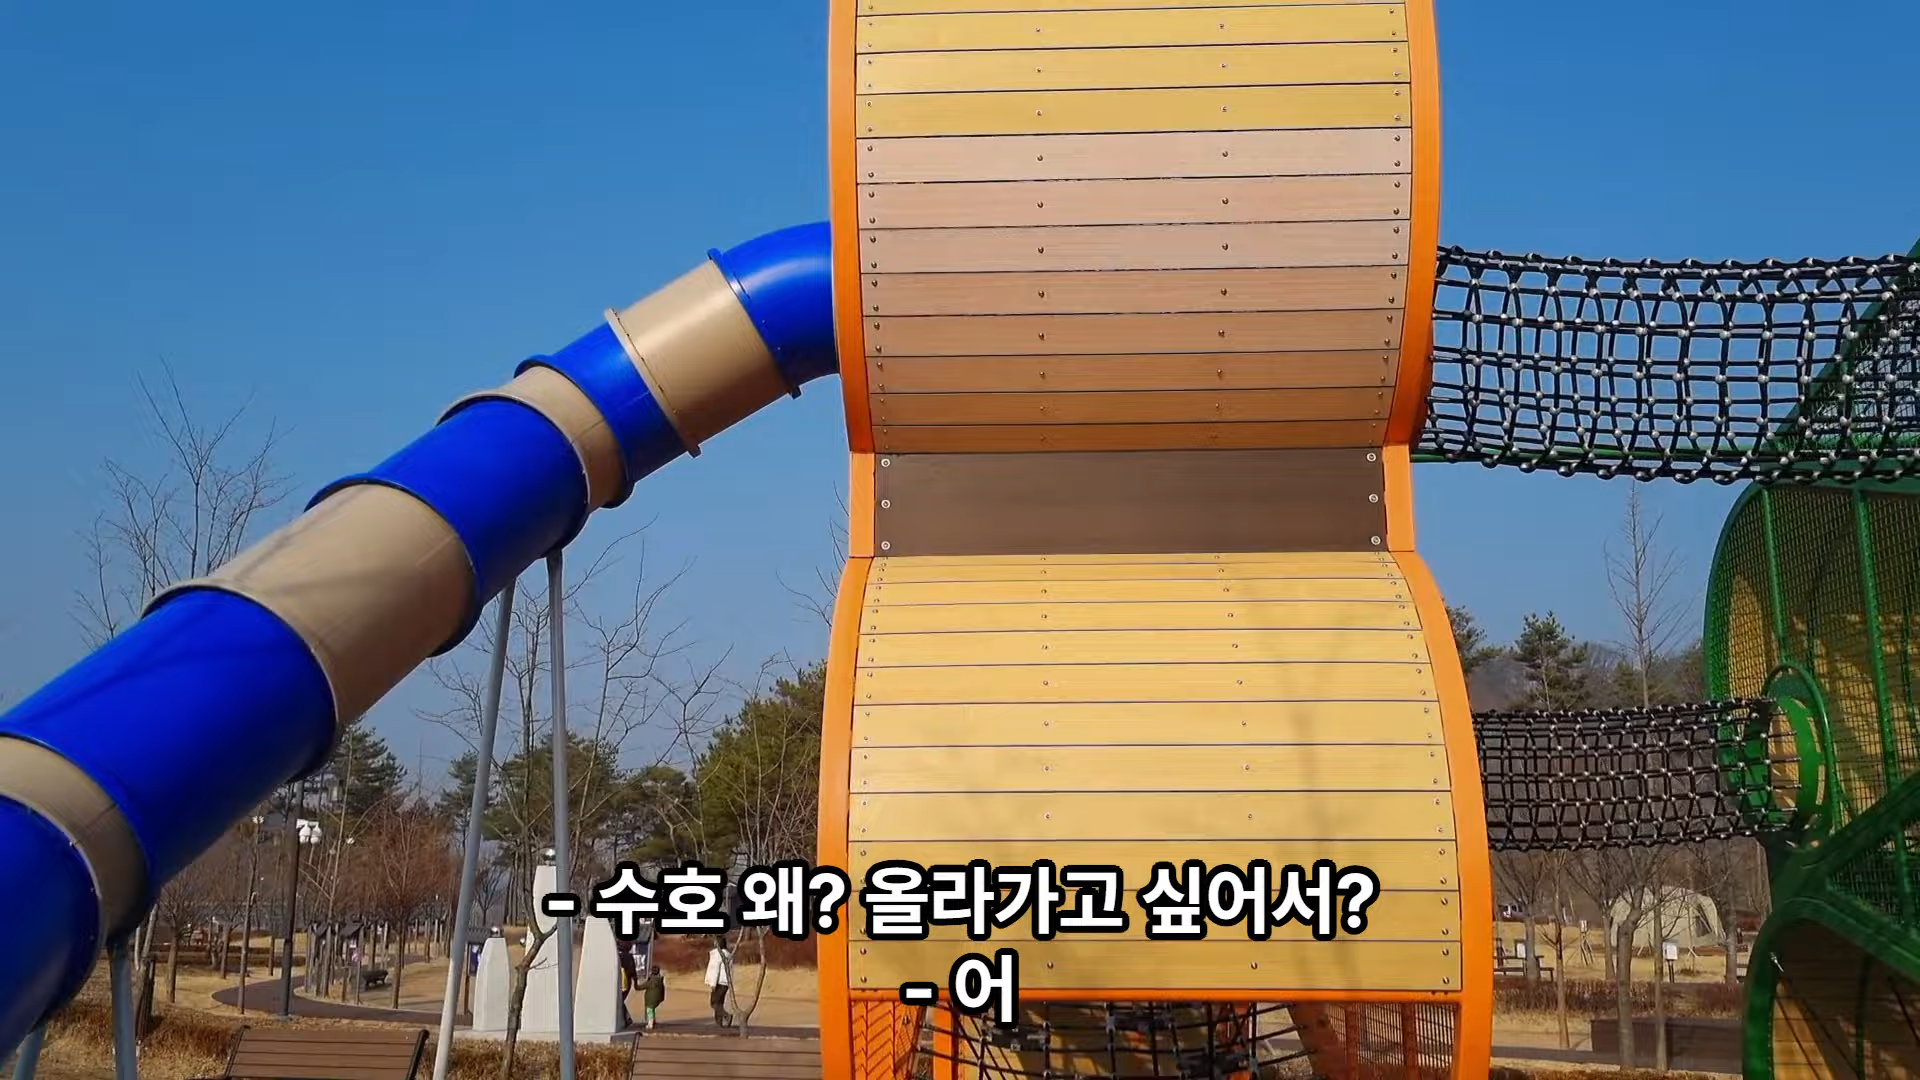 - 수호 왜? 올라가고 싶어서?
- 어